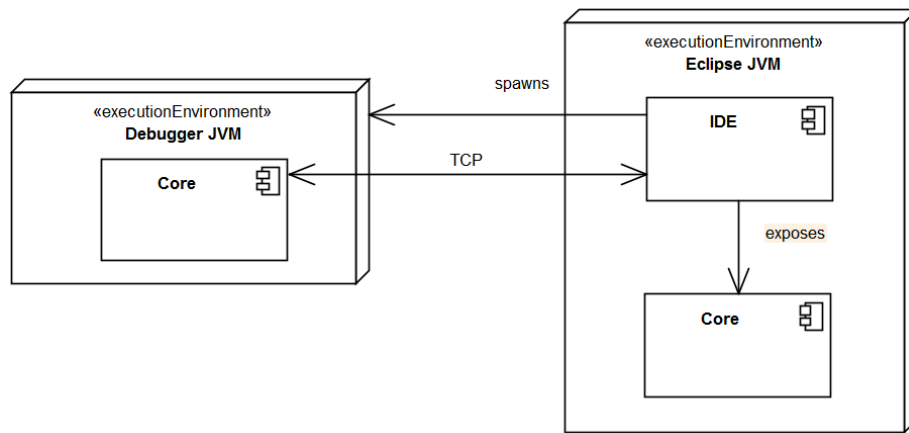 «executionEnvironment»
Eclipse JVM
spawns
IDE
«executionEnvironment»
Debugger JVM
TCP
Core
exposes
Core